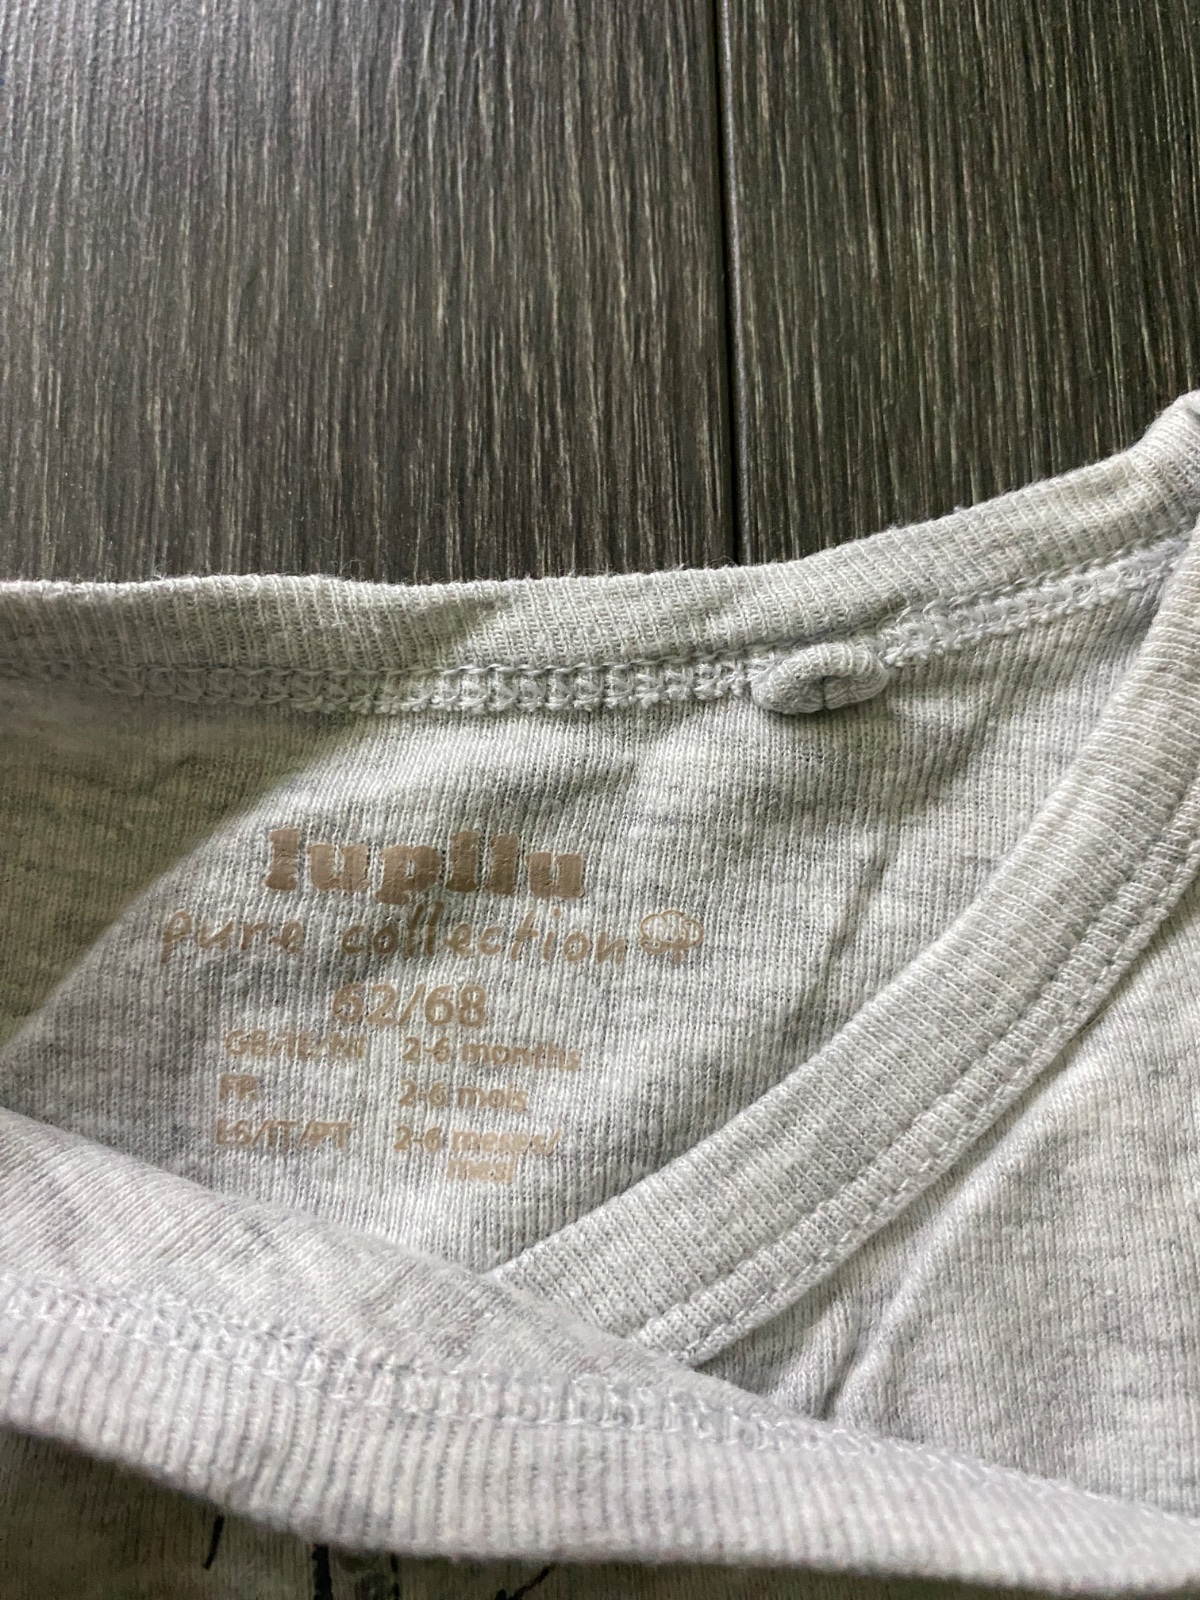 lupilu
pure collection
62/68
GB/IE/NI 2-6 months
FR 2-6 mois
ES/IT/PT 2-6 meses/
mesi